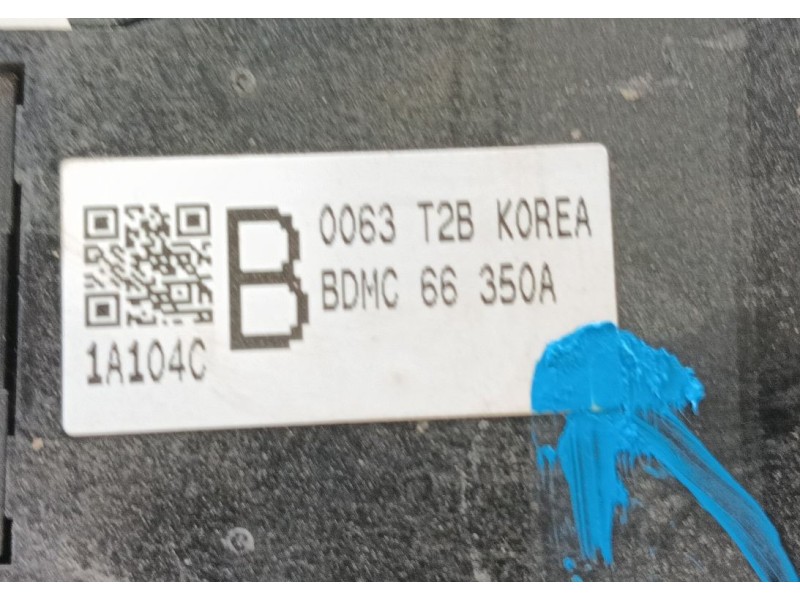 B
0063 T2B KOREA
BDMC 66 350A
1A104C